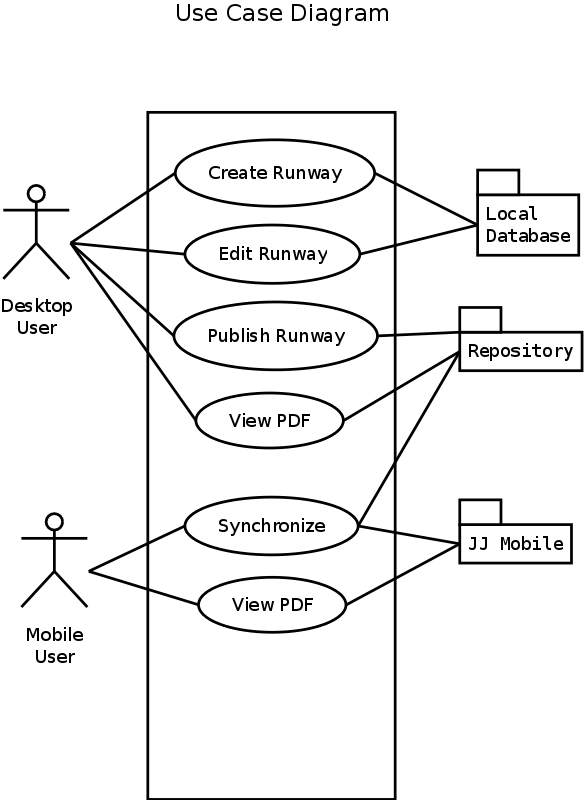 Use Case Diagram
Create Runway
Local
Database
Edit Runway
Desktop
User
Publish Runway
Repository
View PDF
Synchronize
JJ Mobile
View PDF
Mobile
User